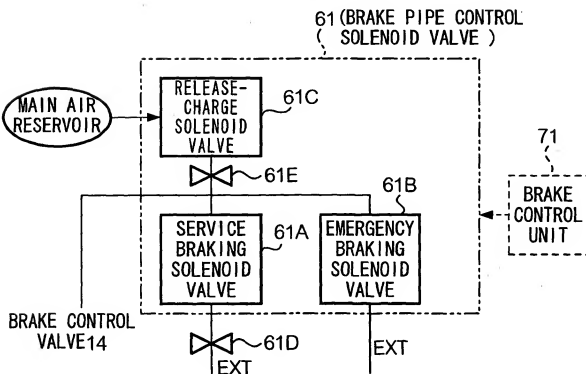 61(BRAKE PIPE CONTROL
SOLENOID VALVE )
MAIN AIR
RESERVOIR
RELEASE-
CHARGE
SOLENOID
VALVE
61C
61E
71
BRAKE
CONTROL
UNIT
61B
61A
SERVICE
BRAKING
SOLENOID
VALVE
EMERGENCY
BRAKING
SOLENOID
VALVE
BRAKE CONTROL
VALVE14
61D
EXT
EXT